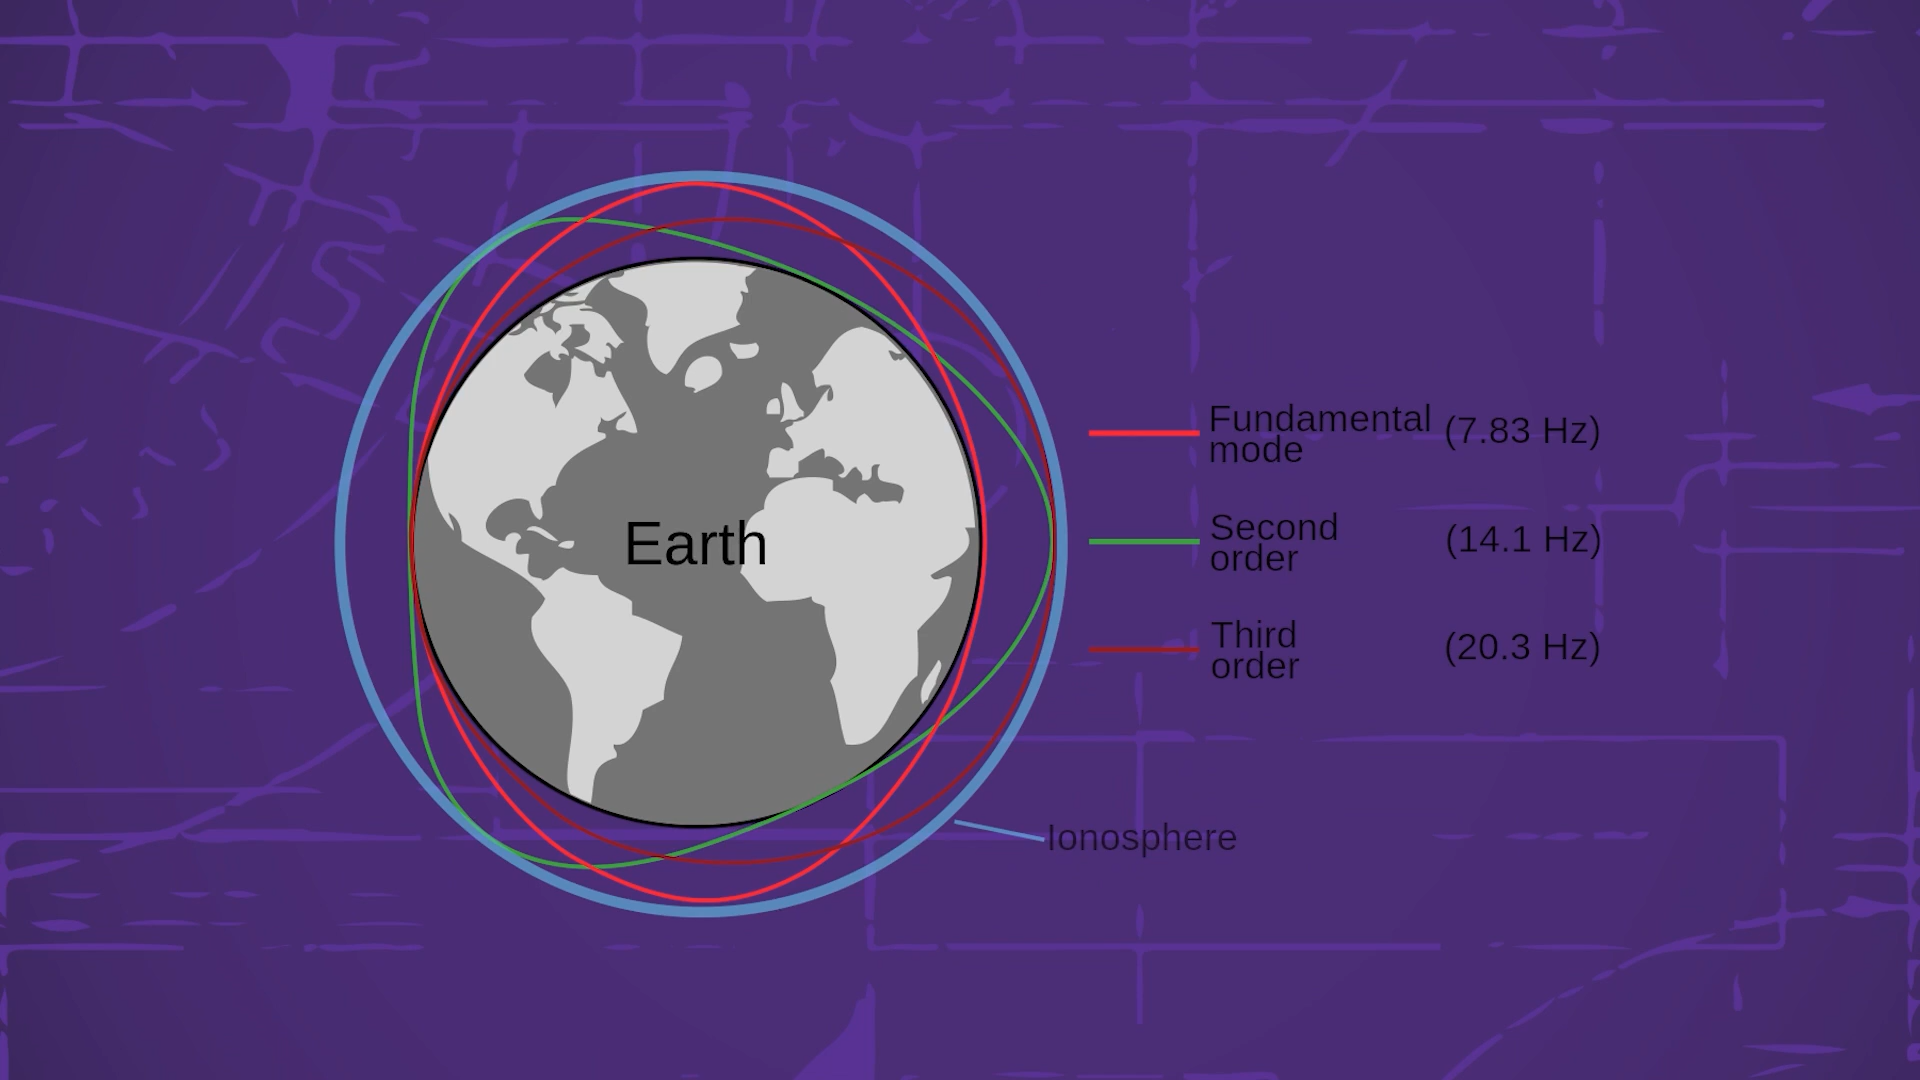 Fundamental
mode (7.83 Hz)
Second
order (14.1 Hz)
Earth
Third
order (20.3 Hz)
Ionosphere